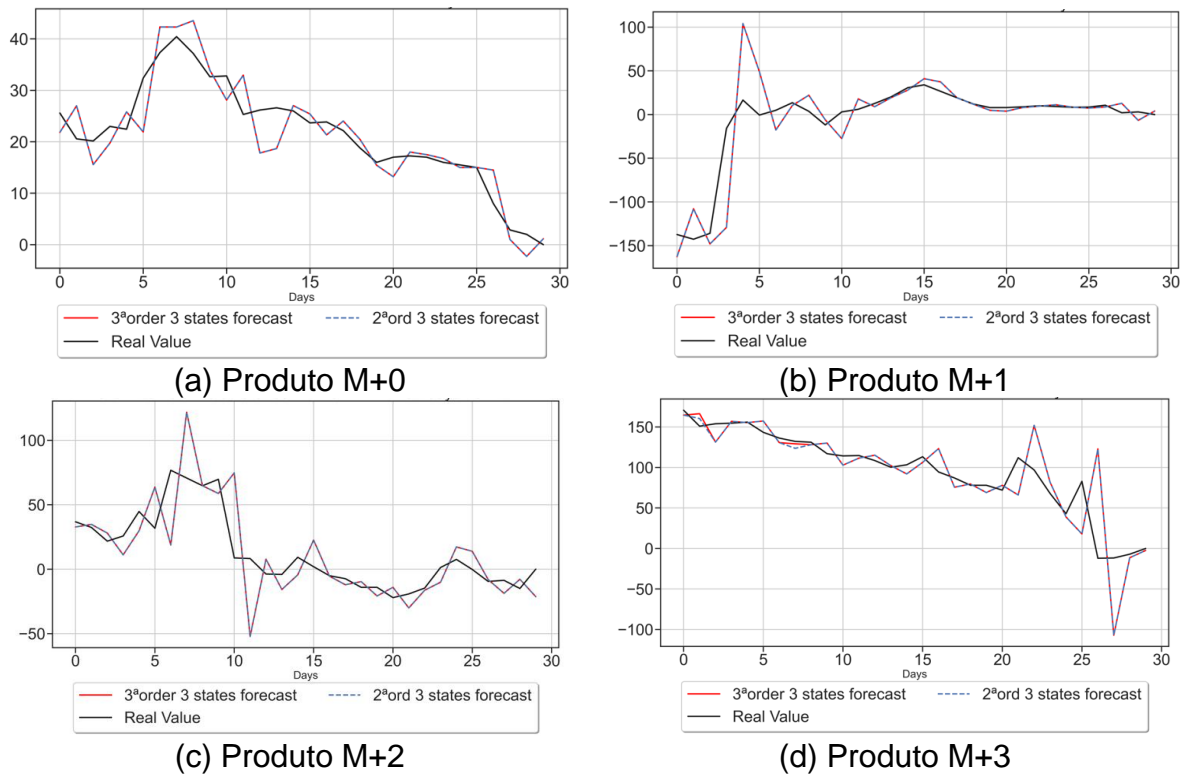 40
30
20
10
0
0 5 10 15 20 25 30
Days
3ªorder 3 states forecast 2ªord 3 states forecast
Real Value
(a) Produto M+0
100
50
0
−50
−100
−150
0 5 10 15 20 25 30
Days
3ªorder 3 states forecast 2ªord 3 states forecast
Real Value
(b) Produto M+1
100
50
0
−50
0 5 10 15 20 25 30
Days
3ªorder 3 states forecast 2ªord 3 states forecast
Real Value
(c) Produto M+2
150
100
50
0
−50
−100
0 5 10 15 20 25 30
Days
3ªorder 3 states forecast 2ªord 3 states forecast
Real Value
(d) Produto M+3